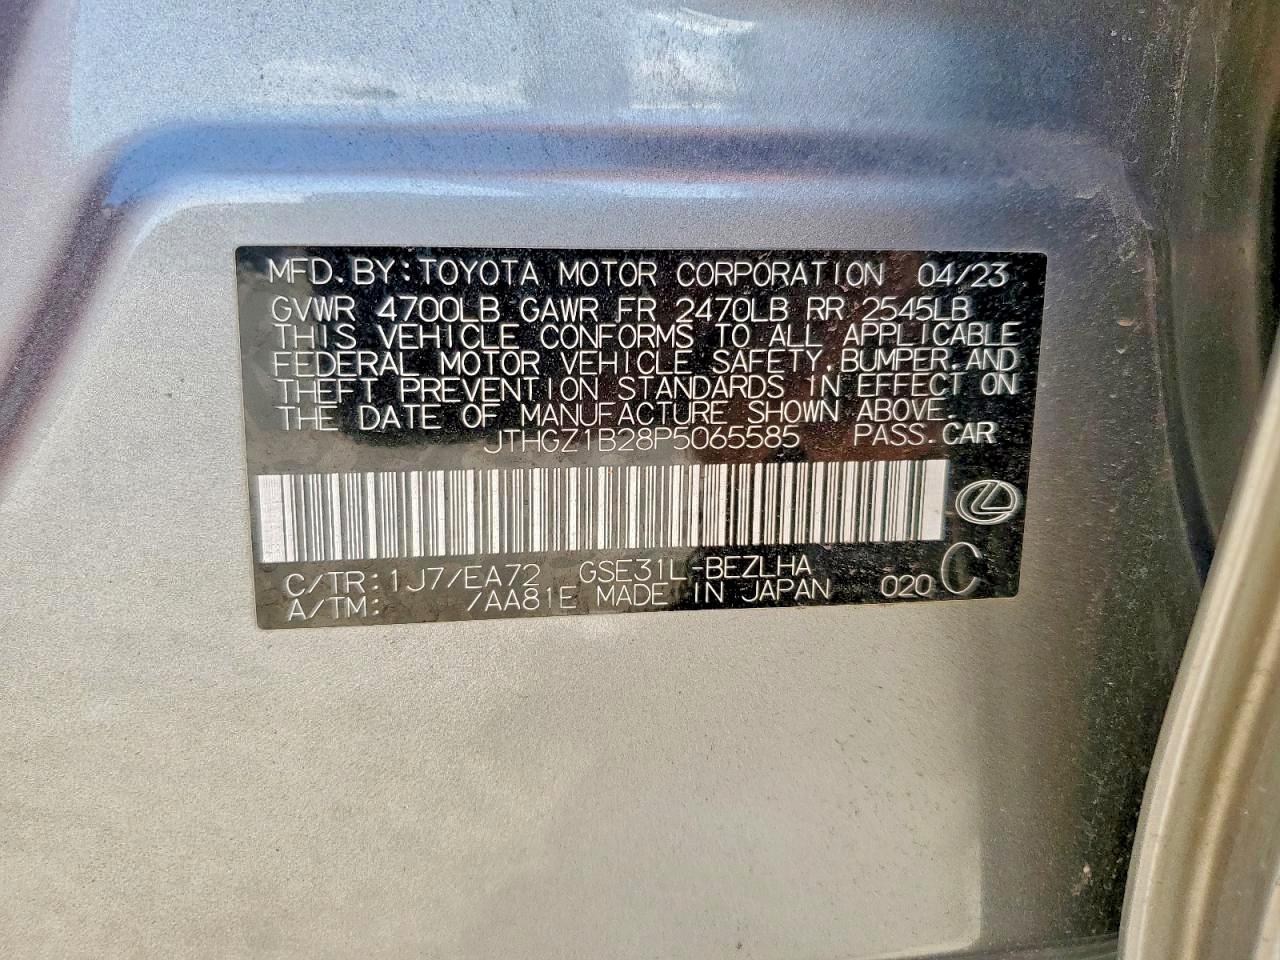 MFD. BY: TOYOTA MOTOR CORPORATION 04/23
GVWR 4700LB GAWR FR 2470LB RR 2545LB
THIS VEHICLE CONFORMS TO ALL APPLICABLE
FEDERAL MOTOR VEHICLE SAFETY, BUMPER, AND
THEFT PREVENTION STANDARDS IN EFFECT ON
THE DATE OF MANUFACTURE SHOWN ABOVE.
JTHGZ1B28P5065585 PASS. CAR
C/TR: 1J7/EA72 GSE31L-BEZLHA
A/TM: /AA81E MADE IN JAPAN 020 C